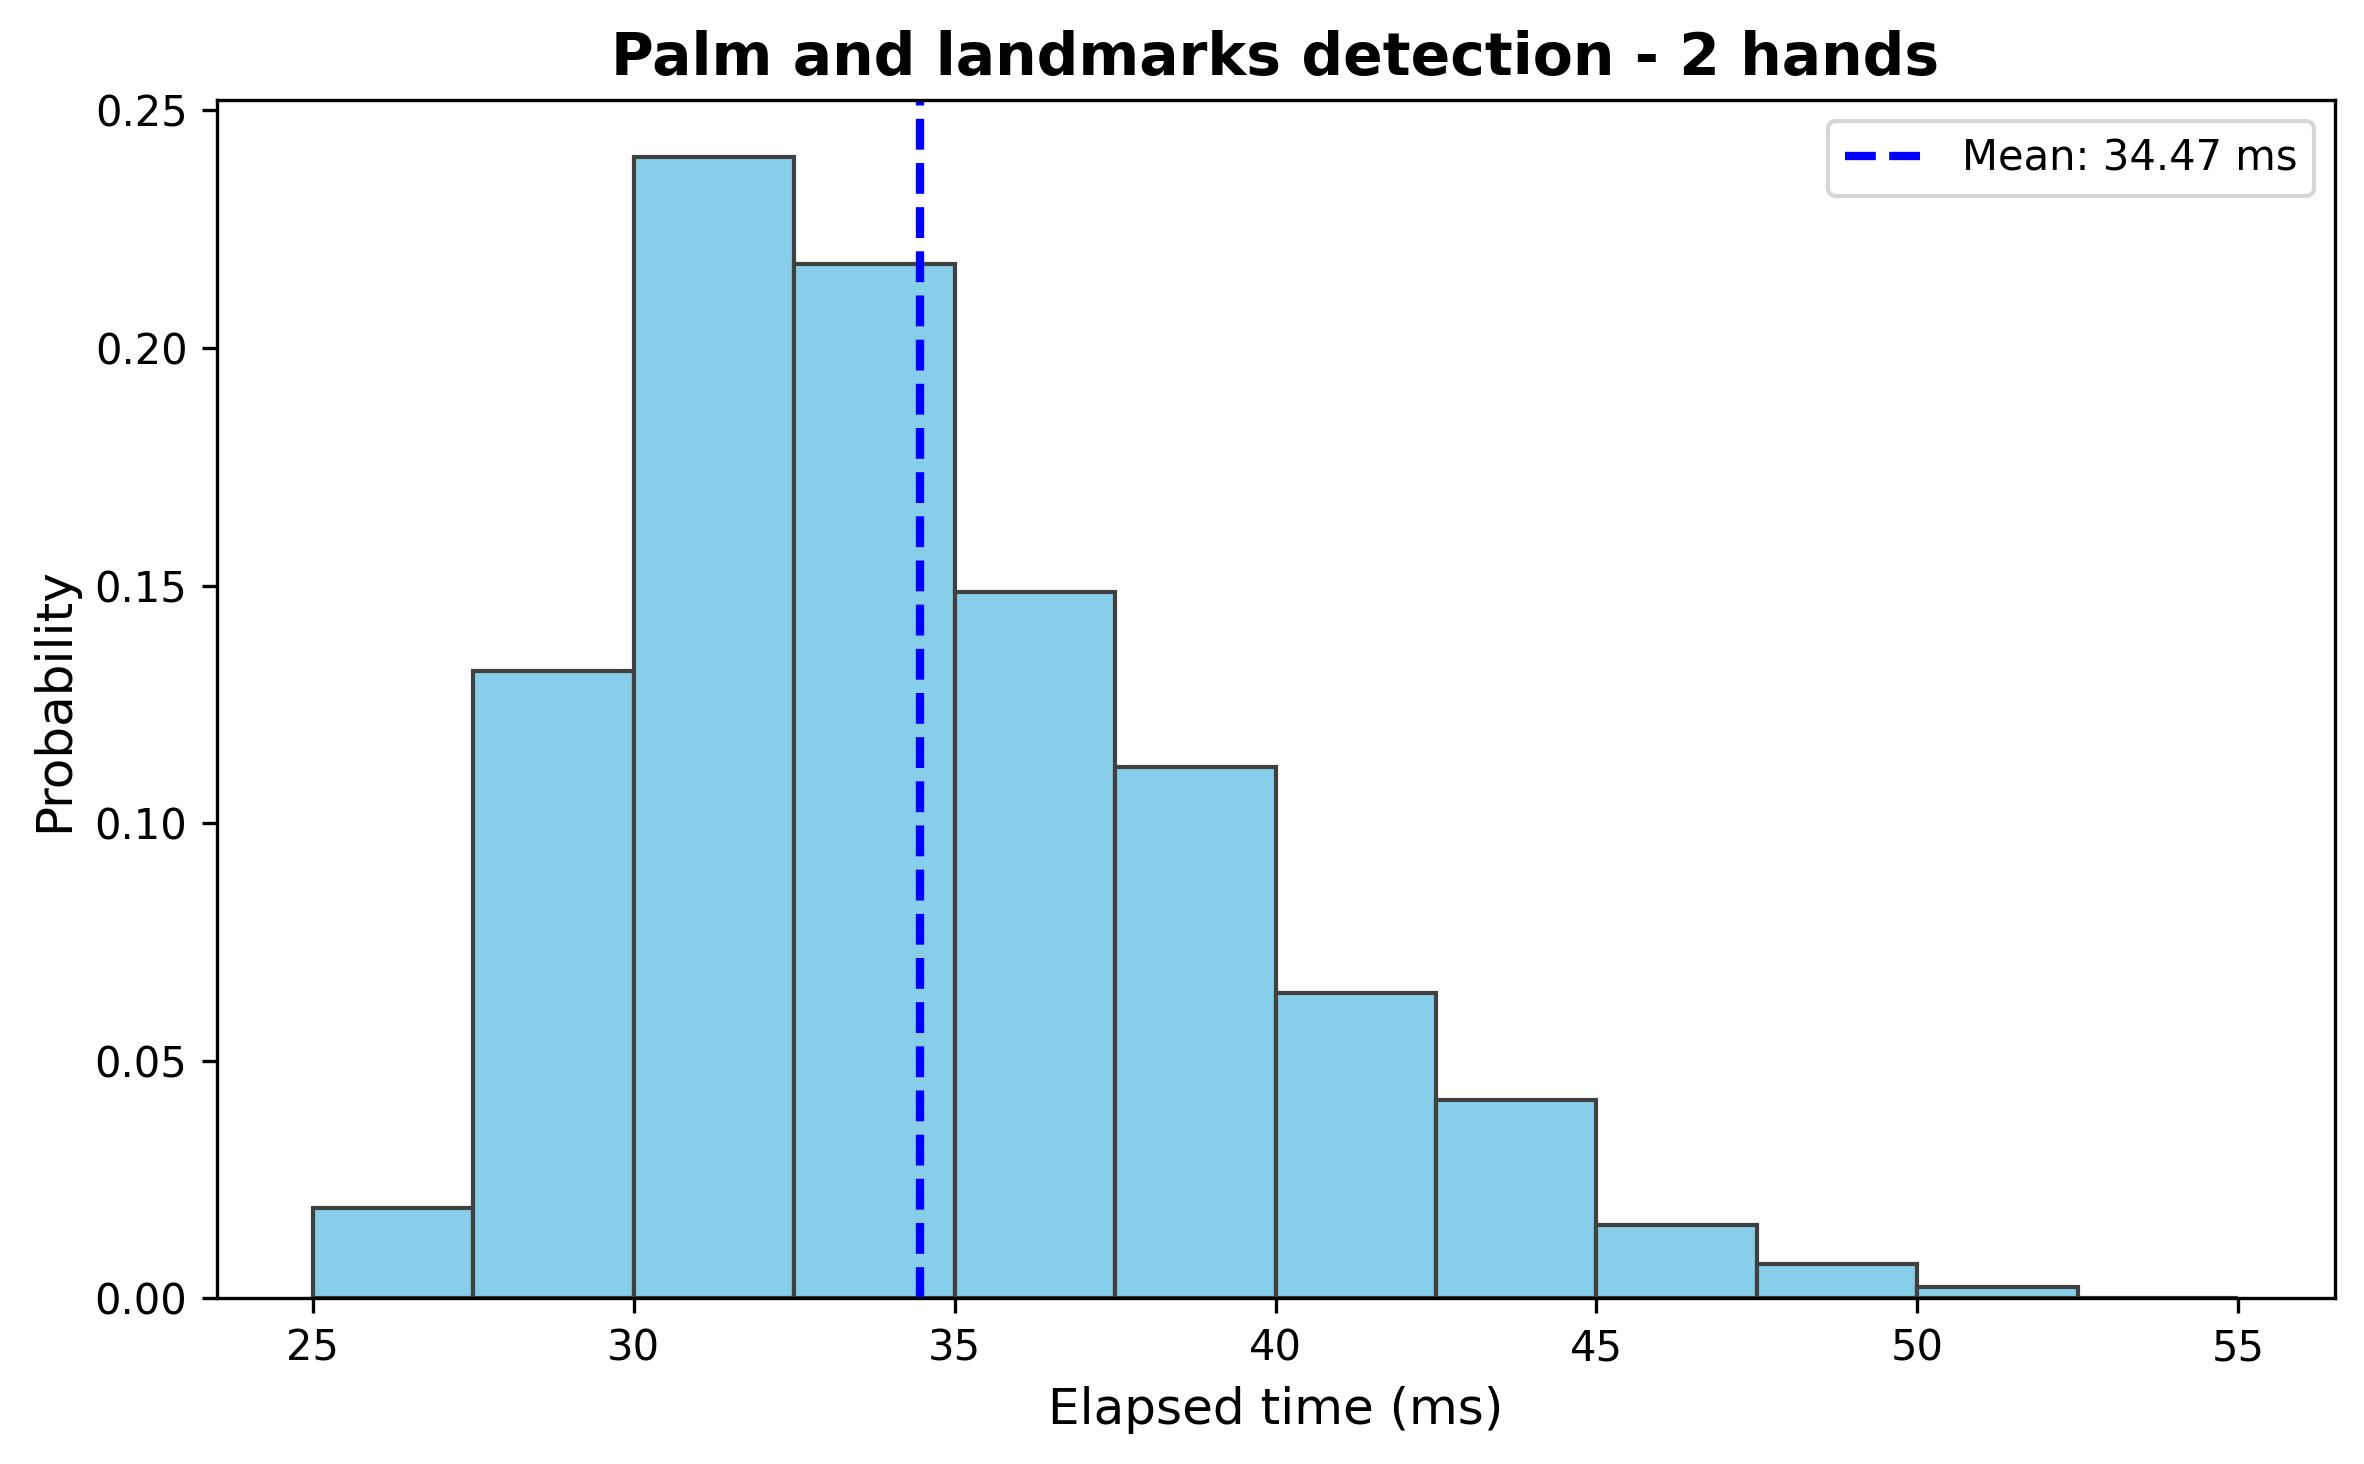 Palm and landmarks detection - 2 hands
Mean: 34.47 ms
Probability
0.25
0.20
0.15
0.10
0.05
0.00
25 30 35 40 45 50 55
Elapsed time (ms)